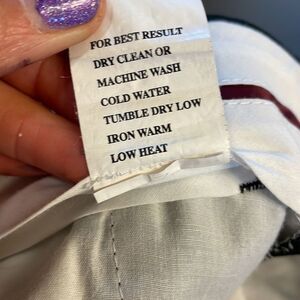 FOR BEST RESULT
DRY CLEAN OR
MACHINE WASH
COLD WATER
TUMBLE DRY LOW
IRON WARM
LOW HEAT